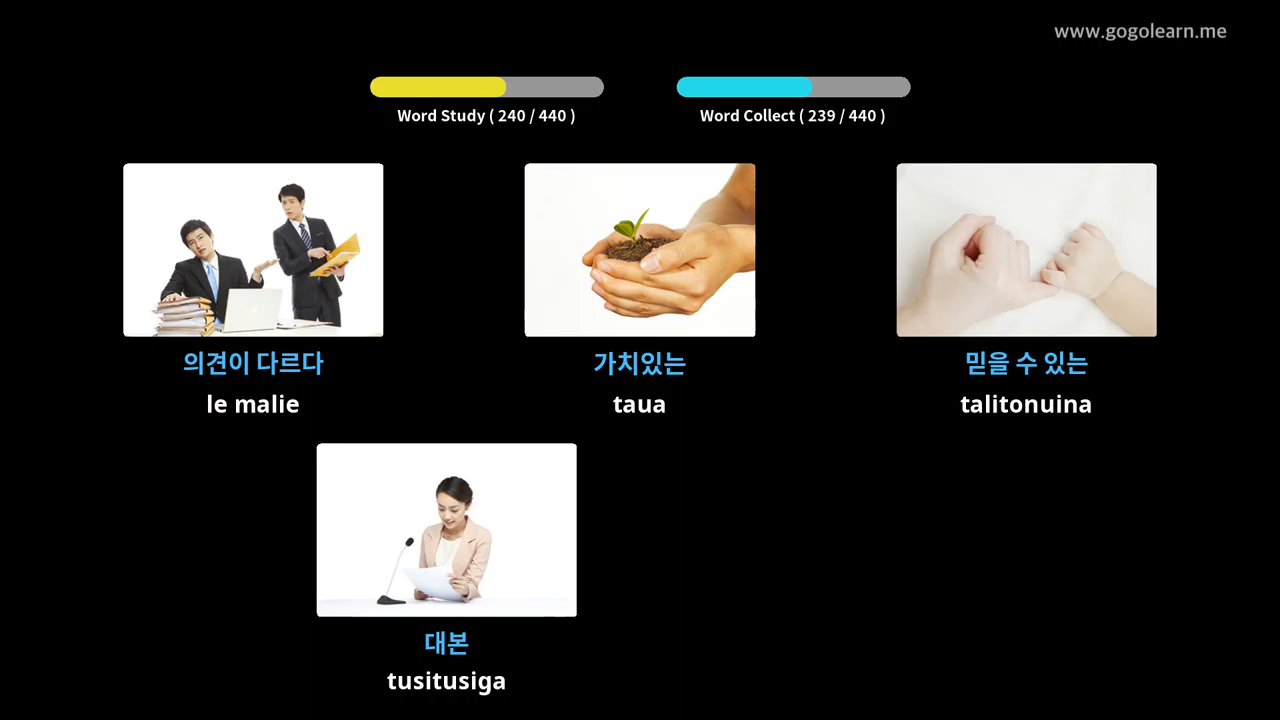 www.gogolearn.me
Word Study ( 240 / 440 )
Word Collect ( 239 / 440 )
의견이 다르다
le malie
가치있는
taua
믿을 수 있는
talitonuina
대본
tusitusiga